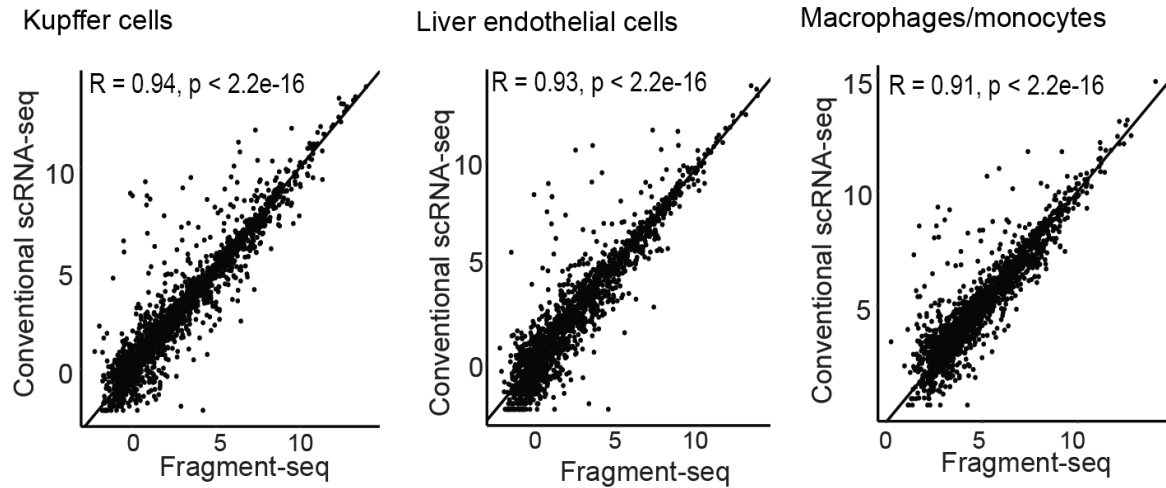 Kupffer cells
Liver endothelial cells
Macrophages/monocytes
R = 0.94, p < 2.2e-16
Conventional scRNA-seq
10
5
0
0 5 10
Fragment-seq
R = 0.93, p < 2.2e-16
Conventional scRNA-seq
10
5
0
0 5 10
Fragment-seq
R = 0.91, p < 2.2e-16
Conventional scRNA-seq
15
10
5
0 5 10
Fragment-seq